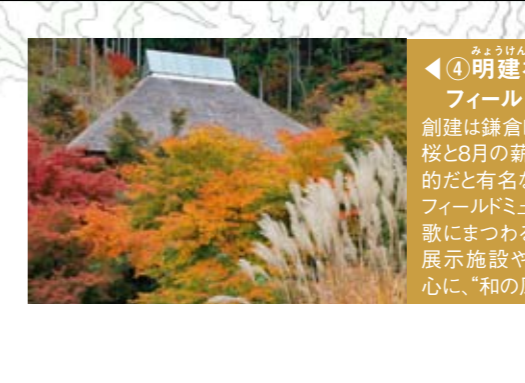 みょうけん
◀④明建
フィール
創建は鎌倉
桜と8月の薪
的だと有名な
フィールドミュ
歌にまつわる
展示施設や
心に、“和の